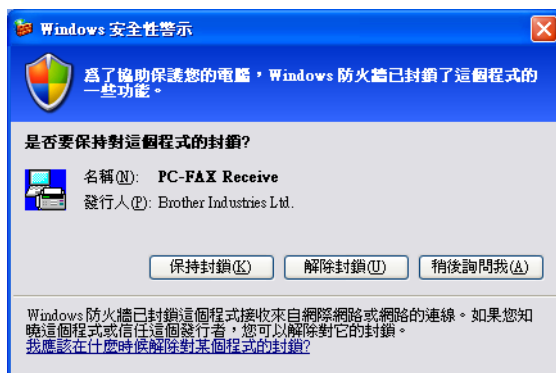 Windows 安全性警示
為了協助保護您的電腦，Windows 防火牆已封鎖了這個程式的
一些功能。
是否要保持對這個程式的封鎖?
名稱(N): PC-FAX Receive
發行人(P): Brother Industries Ltd.
保持封鎖(K) 解除封鎖(U) 稍後詢問我(A)
Windows 防火牆已封鎖這個程式接收來自網際網路或網路的連線。如果您知
曉這個程式或信任這個發行者，您可以解除對它的封鎖。
我應該在什麼時候解除對某個程式的封鎖?